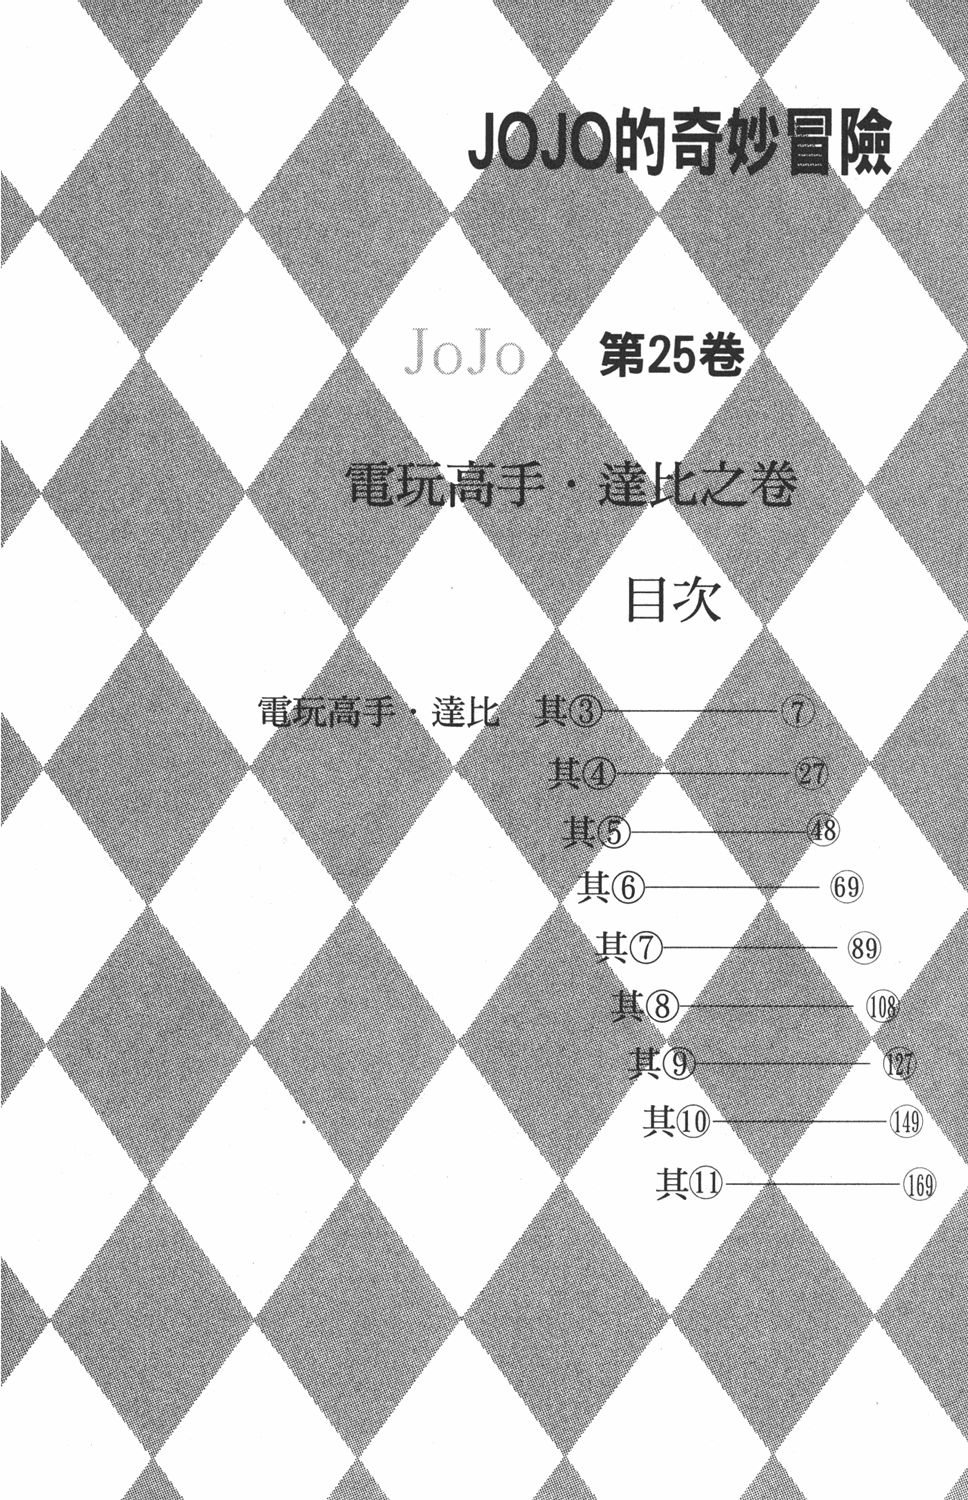 JOJO的奇妙冒險
JoJo 第25卷
電玩高手·達比之卷
目次
電玩高手·達比 其③ ⑦
其④ ㉗
其⑤ ㊽
其⑥ 69
其⑦ 89
其⑧ 108
其⑨ 127
其⑩ 149
其⑪ 169